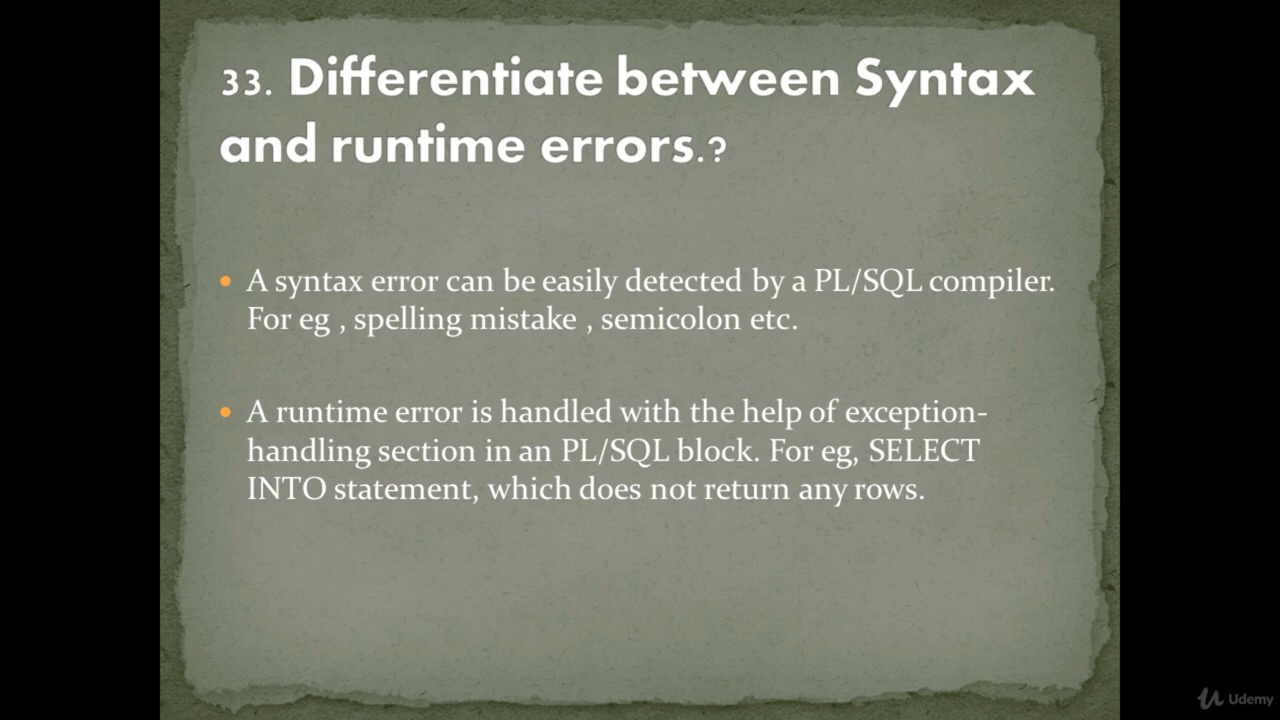 33. Differentiate between Syntax
and runtime errors.?
A syntax error can be easily detected by a PL/SQL compiler.
For eg , spelling mistake , semicolon etc.
A runtime error is handled with the help of exception-
handling section in an PL/SQL block. For eg, SELECT
INTO statement, which does not return any rows.
Udemy